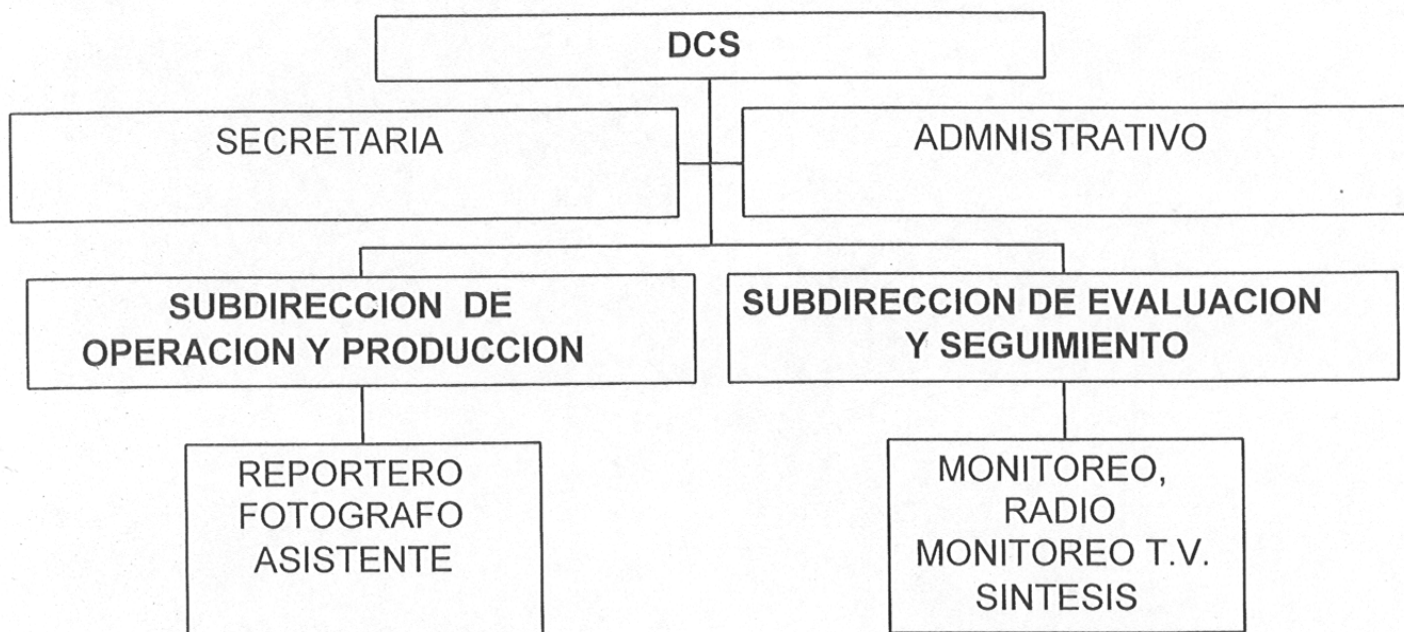 DCS
SECRETARIA
ADMNISTRATIVO
SUBDIRECCION DE
OPERACION Y PRODUCCION
SUBDIRECCION DE EVALUACION
Y SEGUIMIENTO
REPORTERO
FOTOGRAFO
ASISTENTE
MONITOREO,
RADIO
MONITOREO T.V.
SINTESIS